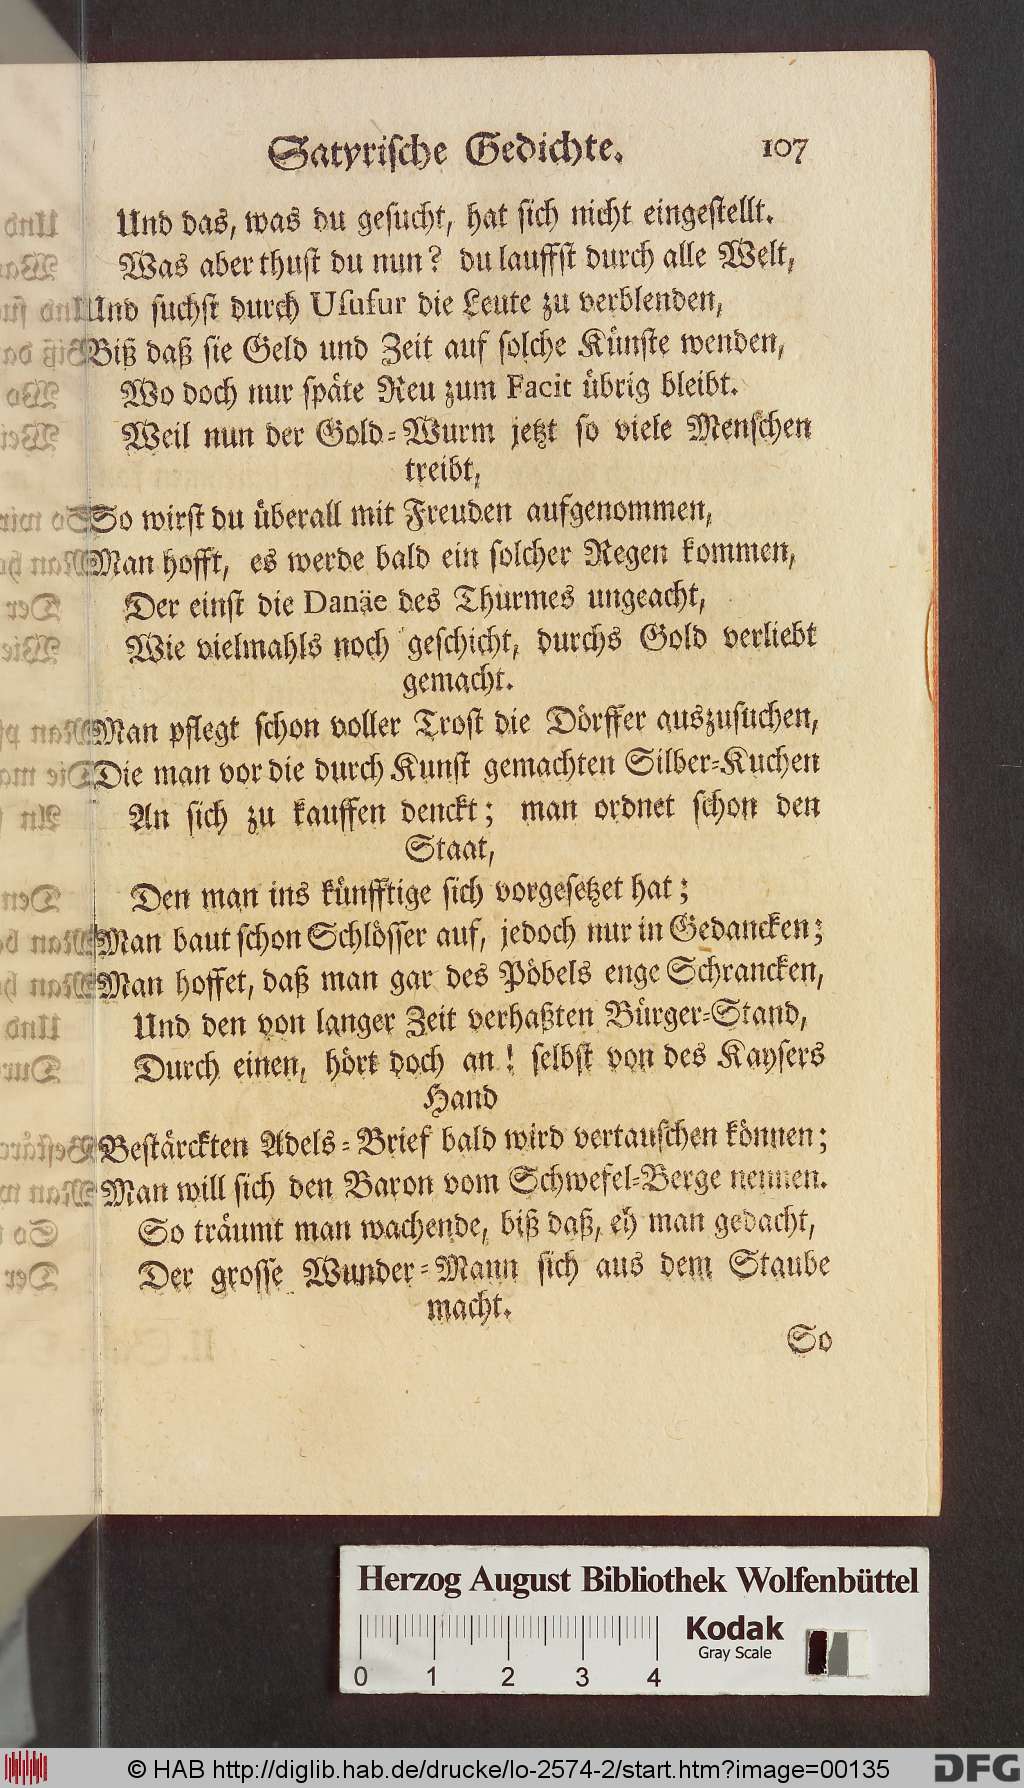 Satyrische Gedichte. 107
Und das, was du gesucht, hat sich nicht eingestellt.
Was aber thust du nun? du lauffst durch alle Welt,
Und suchst durch Usufur die Leute zu verblenden,
Biß daß sie Geld und Zeit auf solche Künste wenden,
Wo doch nur späte Reu zum Facit übrig bleibt.
Weil nun der Gold-Wurm jetzt so viele Menschen
treibt,
So wirst du überall mit Freuden aufgenommen,
Man hofft, es werde bald ein solcher Regen kommen,
Der einst die Danäe des Thurmes ungeacht,
Wie vielmahls noch geschicht, durchs Gold verliebt
gemacht.
Man pflegt schon voller Trost die Dörffer auszusuchen,
Die man vor die durch Kunst gemachten Silber-Kuchen
An sich zu kauffen denckt; man ordnet schon den
Staat,
Den man ins künfftige sich vorgesetzet hat;
Man baut schon Schlösser auf, jedoch nur in Gedancken;
Man hoffet, daß man gar des Pöbels enge Schrancken,
Und den von langer Zeit verhaßten Bürger-Stand,
Durch einen, hört doch an! selbst von des Kaysers
Hand
Bestärckten Adels-Brief bald wird vertauschen können;
Man will sich den Baron vom Schwefel-Berge nennen.
So träumt man wachende, biß daß, eh man gedacht,
Der grosse Wunder-Mann sich aus dem Staube
macht.
So
Herzog August Bibliothek Wolfenbüttel
Kodak
Gray Scale
0 1 2 3 4
© HAB http://diglib.hab.de/drucke/lo-2574-2/start.htm?image=00135
DFG